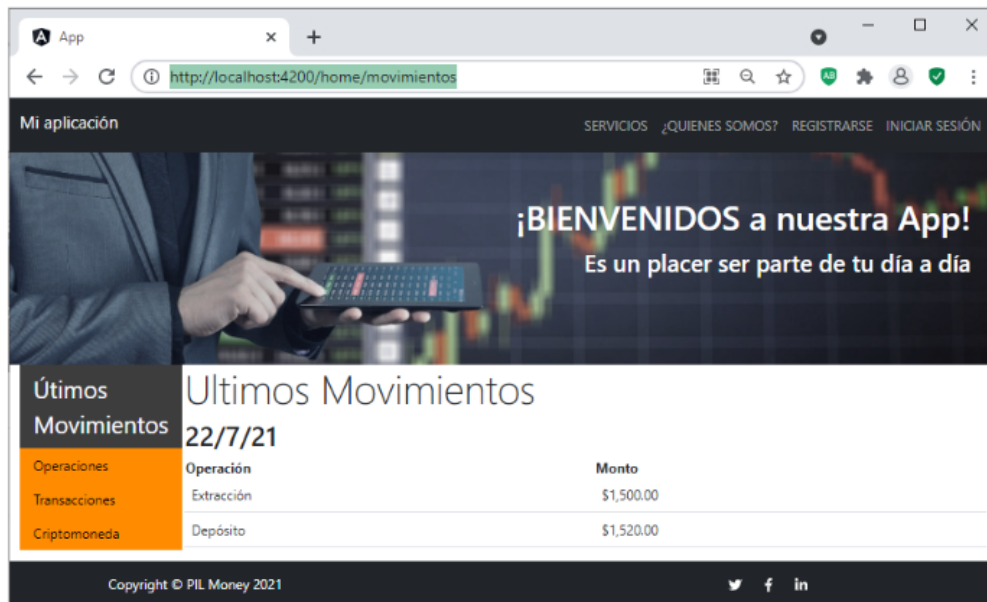 App
http://localhost:4200/home/movimientos
Mi aplicación
SERVICIOS ¿QUIENES SOMOS? REGISTRARSE INICIAR SESIÓN
¡BIENVENIDOS a nuestra App!
Es un placer ser parte de tu día a día
Útimos
Movimientos
Operaciones
Transacciones
Criptomoneda
Ultimos Movimientos
22/7/21
Operación Monto
Extracción $1,500.00
Depósito $1,520.00
Copyright © PIL Money 2021